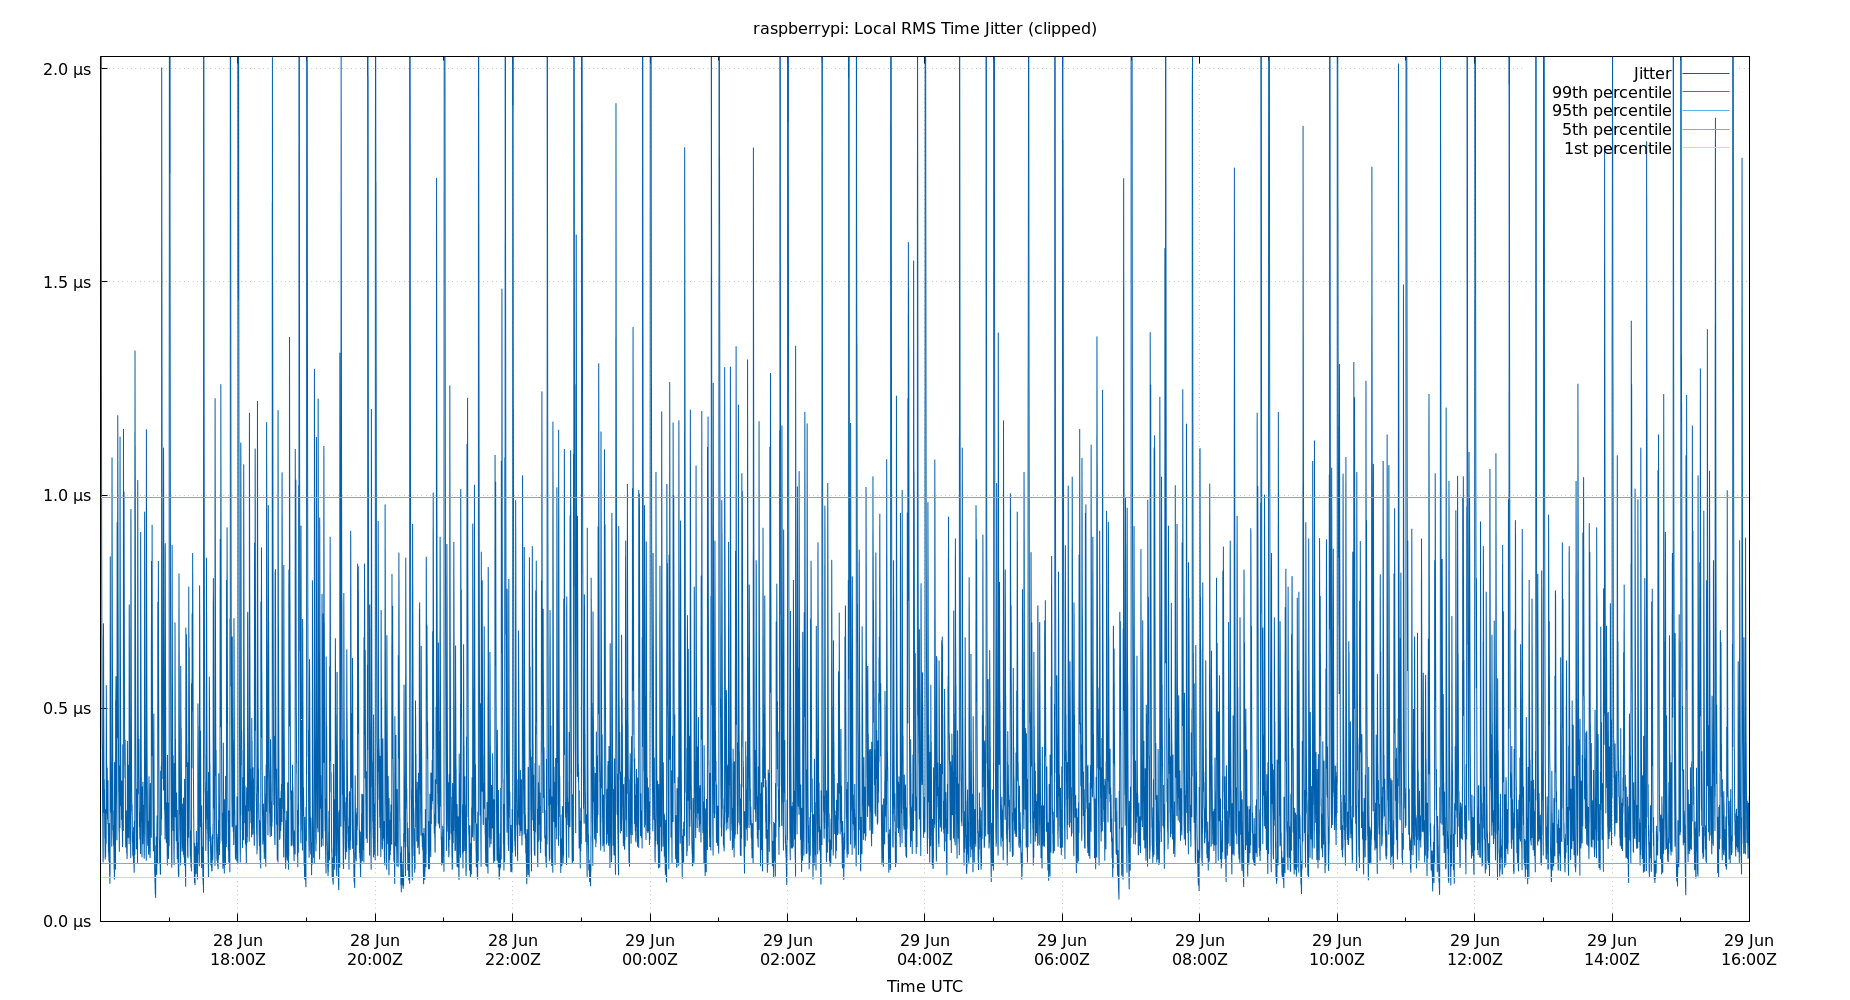 raspberrypi: Local RMS Time Jitter (clipped)
2.0 μs
1.5 μs
1.0 μs
0.5 μs
0.0 μs
Jitter
99th percentile
95th percentile
5th percentile
1st percentile
28 Jun 28 Jun 28 Jun 29 Jun 29 Jun 29 Jun 29 Jun 29 Jun 29 Jun 29 Jun 29 Jun 29 Jun
18:00Z 20:00Z 22:00Z 00:00Z 02:00Z 04:00Z 06:00Z 08:00Z 10:00Z 12:00Z 14:00Z 16:00Z
Time UTC